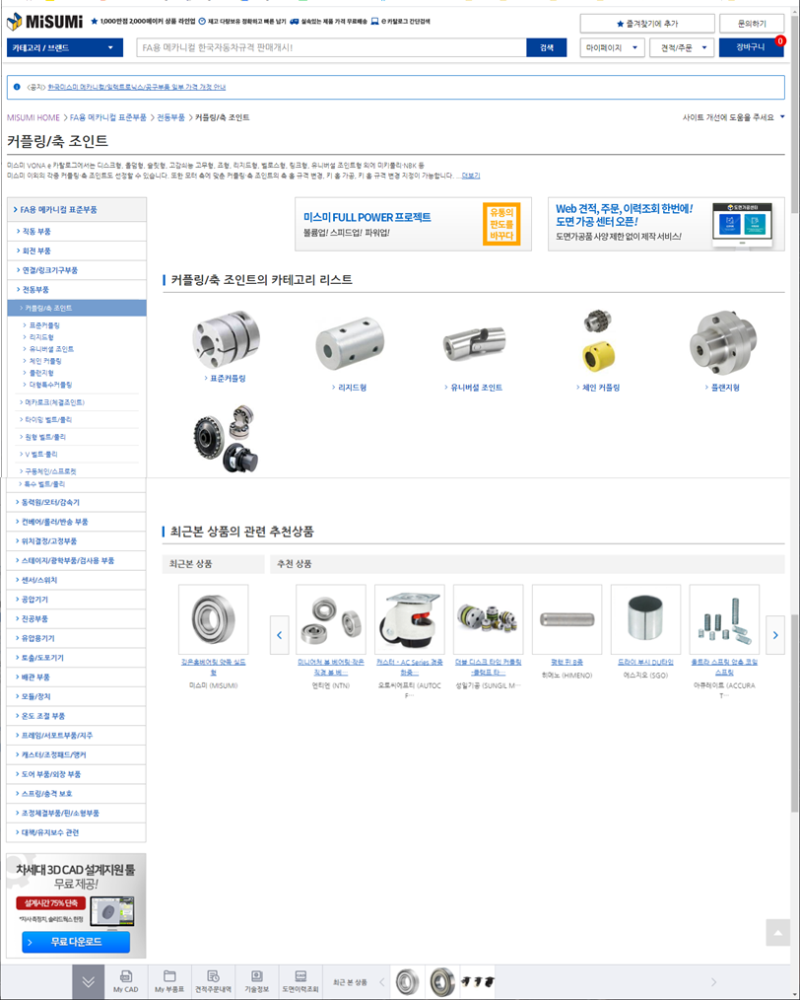 MiSUMi
★ 1,000만점 2,000메이커 상품 라인업 재고 다량보유 정확하고 빠른 납기 실속있는 제품 가격 무료배송 e카탈로그 간단검색
★ 즐겨찾기에 추가
문의하기
카테고리 / 브랜드
FA용 메카니컬 한국자동차규격 판매개시!
검색
마이페이지
견적/주문
장바구니
0
<공지> 한국미스미 메카니컬/일렉트로닉스/공구부품 일부 가격 개정 안내
MISUMI HOME > FA용 메카니컬 표준부품 > 전동부품 > 커플링/축 조인트
사이트 개선에 도움을 주세요
커플링/축 조인트
미스미 VONA e 카탈로그에서는 디스크형, 올덤형, 슬릿형, 고감쇠능 고무형, 죠형, 리지드형, 벨로스형, 링크형, 유니버셜 조인트형 외에 미키풀리·NBK 등
미스미 이외의 각종 커플링·축 조인트도 선정할 수 있습니다. 또한 모터 축에 맞춘 커플링·축 조인트의 축 홀 규격 변경, 키 홈 가공, 키 홈 규격 변경 지정이 가능합니다. ...더보기
FA용 메카니컬 표준부품
직동 부품
회전 부품
연결/링크기구부품
전동부품
커플링/축 조인트
표준커플링
리지드형
유니버셜 조인트
체인 커플링
플랜지형
대형특수커플링
메카로크(체결조인트)
타이밍 벨트/풀리
원형 벨트/풀리
V 벨트·풀리
구동체인/스프로켓
특수 벨트/풀리
동력원/모터/감속기
컨베어/롤러/반송 부품
위치결정/고정부품
스테이지/광학부품/검사용 부품
센서/스위치
공압기기
진공부품
유압용기기
토출/도포기기
배관 부품
모듈/장치
온도 조절 부품
프레임/서포트부품/지주
캐스터/조정패드/앵커
도어 부품/외장 부품
스프링/충격 보호
조정체결부품/핀/소형부품
대책/유지보수 관련
미스미 FULL POWER 프로젝트
볼륨업! 스피드업! 파워업!
유통의
판도를
바꾸다
Web 견적, 주문, 이력조회 한번에!
도면 가공 센터 오픈!
도면가공품 사양 제한 없이 제작 서비스!
도면가공센터
커플링/축 조인트의 카테고리 리스트
표준커플링
리지드형
유니버셜 조인트
체인 커플링
플랜지형
최근본 상품의 관련 추천상품
최근본 상품
추천 상품
깊은홈베어링 양쪽 실드
형
미스미 (MISUMI)
미니어처 볼 베어링·작은
직경 볼 베…
엔티엔 (NTN)
캐스터 - AC Series 경중
하중…
오토씨에프티 (AUTOC
F…
더블 디스크 타입 커플링
-클램프 타…
성일기공 (SUNGIL M…
평행 핀 B종
히메노 (HIMENO)
드라이 부시 DU타입
에스지오 (SGO)
울트라 스프링 압축 코일
스프링
아큐레이트 (ACCURA
T…
차세대 3D CAD 설계지원 툴
무료 제공!
설계시간 75% 단축
*자사 측정치, 솔리드웍스 한정
무료 다운로드
My CAD
My 부품표
견적주문내역
기술정보
도면이력조회
최근 본 상품